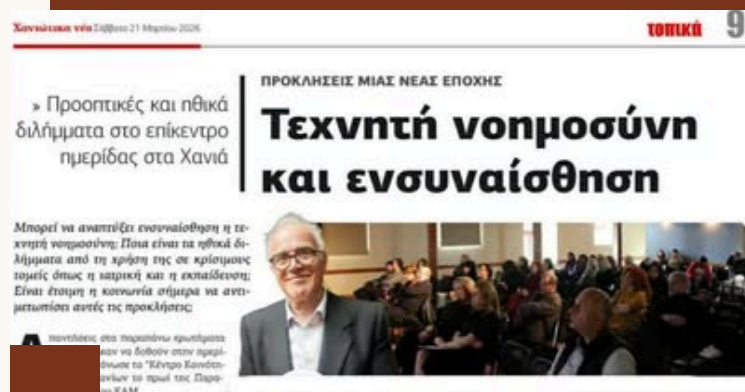 Χανιώτικα νέα Σάββατο 21 Μαρτίου 2026
τοπικά 9
» Προοπτικές και ηθικά
διλήμματα στο επίκεντρο
ημερίδας στα Χανιά
ΠΡΟΚΛΗΣΕΙΣ ΜΙΑΣ ΝΕΑΣ ΕΠΟΧΗΣ
Τεχνητή νοημοσύνη
και ενσυναίσθηση
Μπορεί να αναπτύξει ενσυναίσθηση η τε-
χνητή νοημοσύνη; Ποια είναι τα ηθικά δι-
λήμματα από τη χρήση της σε κρίσιμους
τομείς όπως η ιατρική και η εκπαίδευση;
Είναι έτοιμη η κοινωνία σήμερα να αντι-
μετωπίσει αυτές τις προκλήσεις;
Απαντήσεις στα παραπάνω ερωτήματα
να δοθούν στην ημερί-
το "Κέντρο Κοινότη-
το πρωί της Παρα-
ΚΑΜ